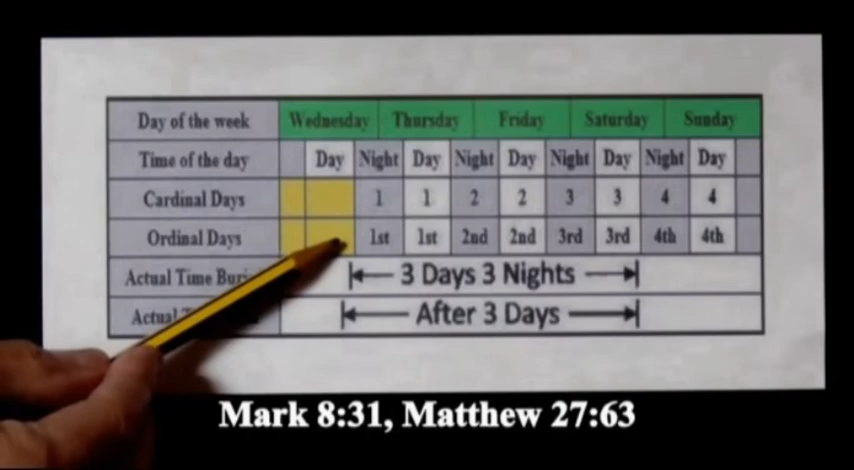 Day of the week Wednesday Thursday Friday Saturday Sunday
Time of the day Day Night Day Night Day Night Day Night Day
Cardinal Days 1 1 2 2 3 3 4 4
Ordinal Days 1st 1st 2nd 2nd 3rd 3rd 4th 4th
Actual Time 3 Days 3 Nights
Actual After 3 Days
Mark 8:31, Matthew 27:63